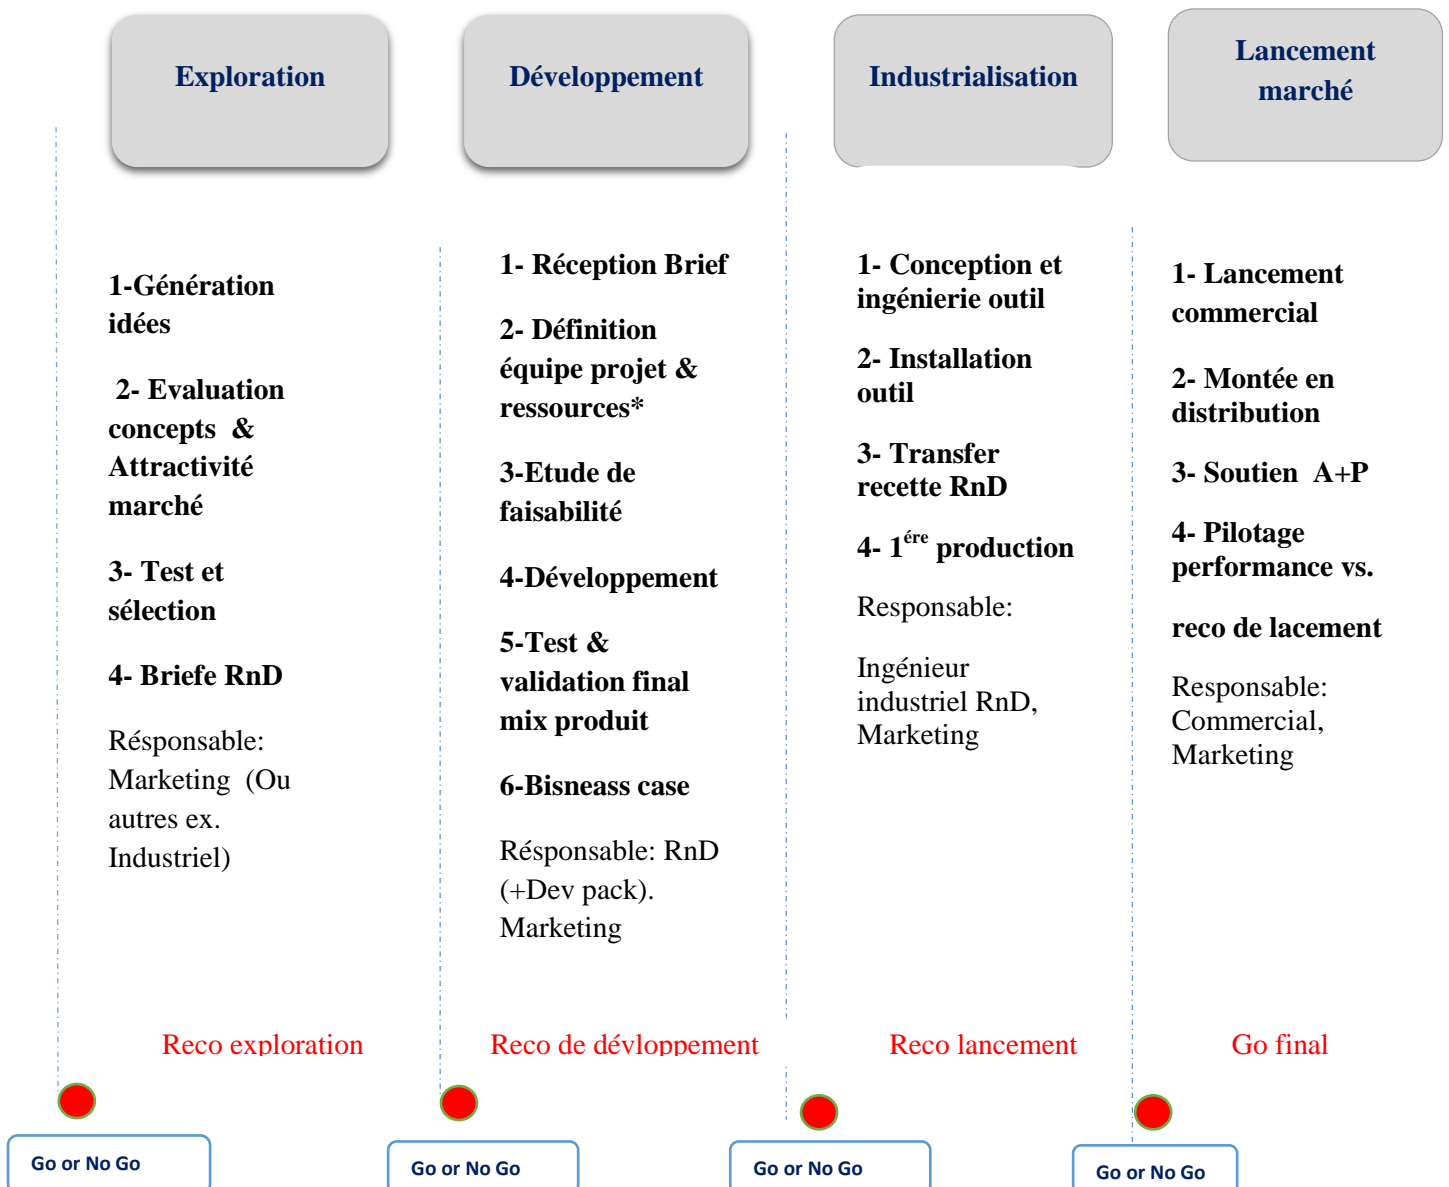 Exploration
Développement
Industrialisation
Lancement
marché
1-Génération
idées
2- Evaluation
concepts & 
Attractivité
marché
3- Test et
sélection
4- Briefe RnD
Résponsable:
Marketing (Ou
autres ex.
Industriel)
1- Réception Brief
2- Définition
équipe projet &
ressources*
3-Etude de
faisabilité
4-Développement
5-Test &
validation final
mix produit
6-Bisneass case
Résponsable: RnD
(+Dev pack).
Marketing
1- Conception et
ingénierie outil
2- Installation
outil
3- Transfer
recette RnD
4- 1ére production
Responsable:
Ingénieur
industriel RnD,
Marketing
1- Lancement
commercial
2- Montée en
distribution
3- Soutien A+P
4- Pilotage
performance vs.
reco de lacement
Responsable:
Commercial,
Marketing
Reco exploration
Reco de dévloppement
Reco lancement
Go final
Go or No Go
Go or No Go
Go or No Go
Go or No Go